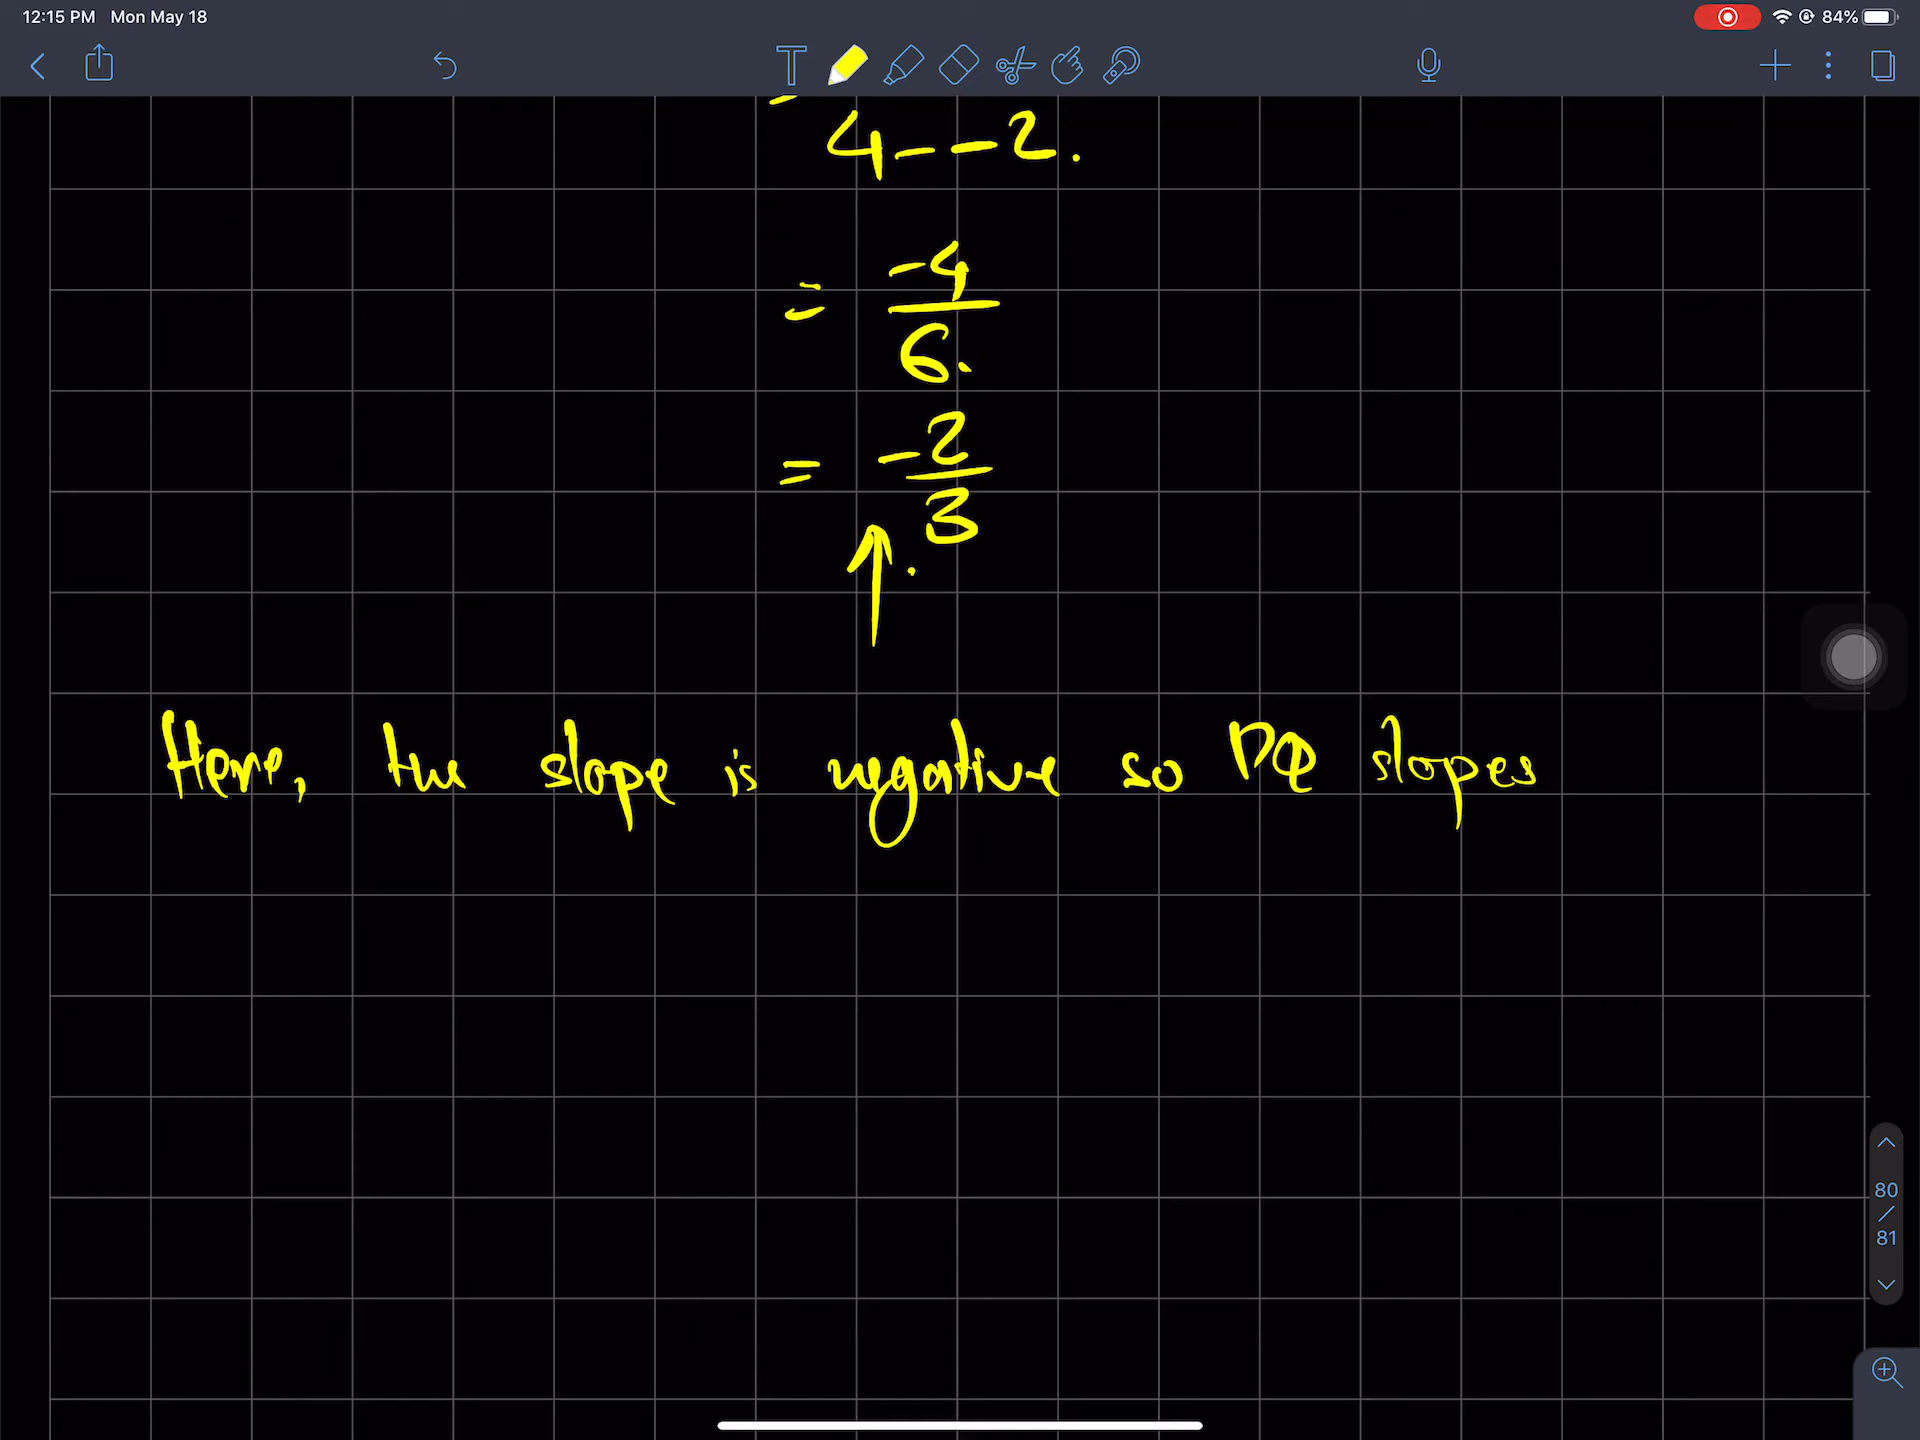 12:15 PM Mon May 18
84%
T
=
4 - - 2.
= -4/6.
= -2/3
Here, the slope is negative so PQ slopes
80
/
81